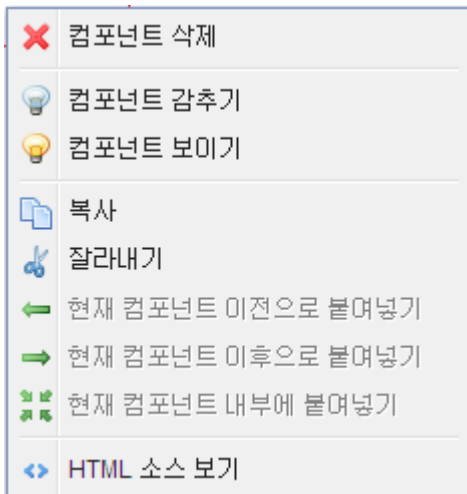 컴포넌트 삭제
컴포넌트 감추기
컴포넌트 보이기
복사
잘라내기
현재 컴포넌트 이전으로 붙여넣기
현재 컴포넌트 이후으로 붙여넣기
현재 컴포넌트 내부에 붙여넣기
HTML 소스 보기